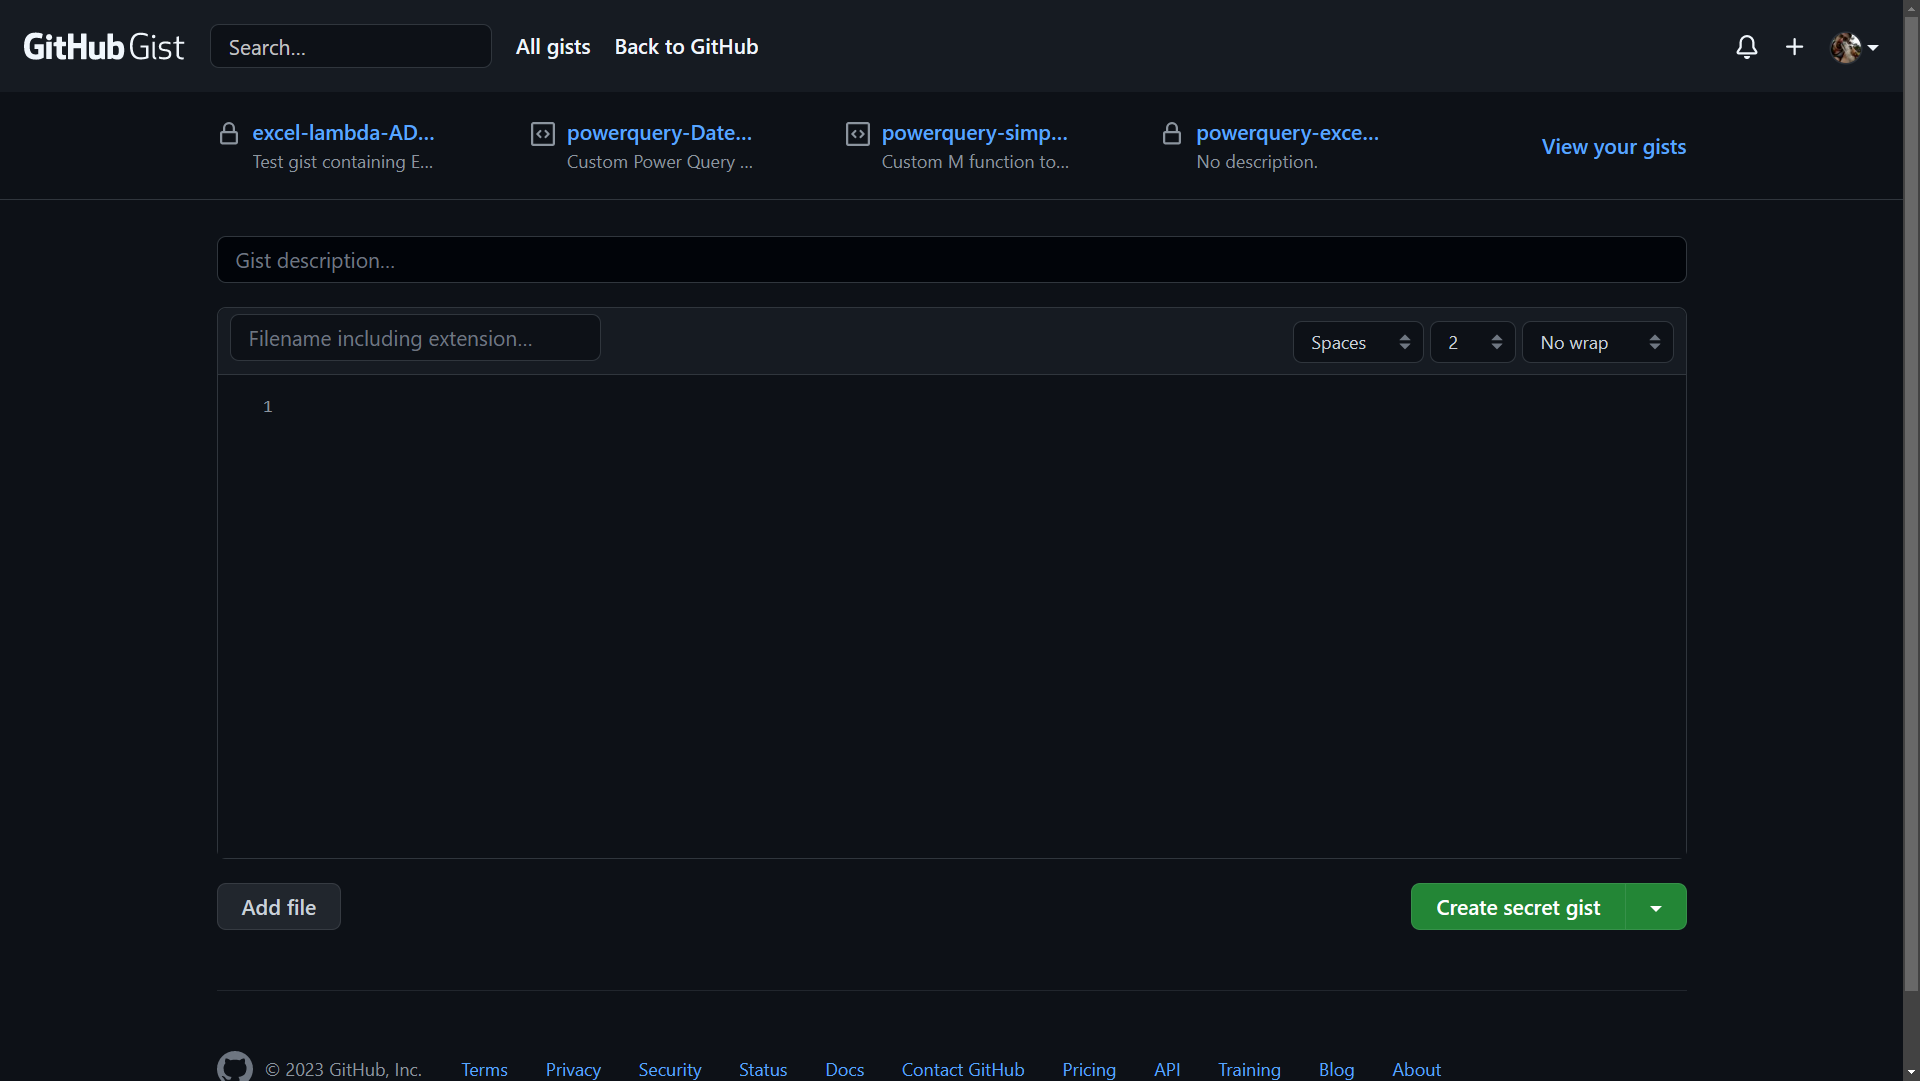 GitHub Gist
Search...
All gists
Back to GitHub
excel-lambda-AD...
Test gist containing E...
powerquery-Date...
Custom Power Query ...
powerquery-simp...
Custom M function to...
powerquery-exce...
No description.
View your gists
Gist description...
Filename including extension...
Spaces
2
No wrap
1
Add file
Create secret gist
© 2023 GitHub, Inc.
Terms
Privacy
Security
Status
Docs
Contact GitHub
Pricing
API
Training
Blog
About